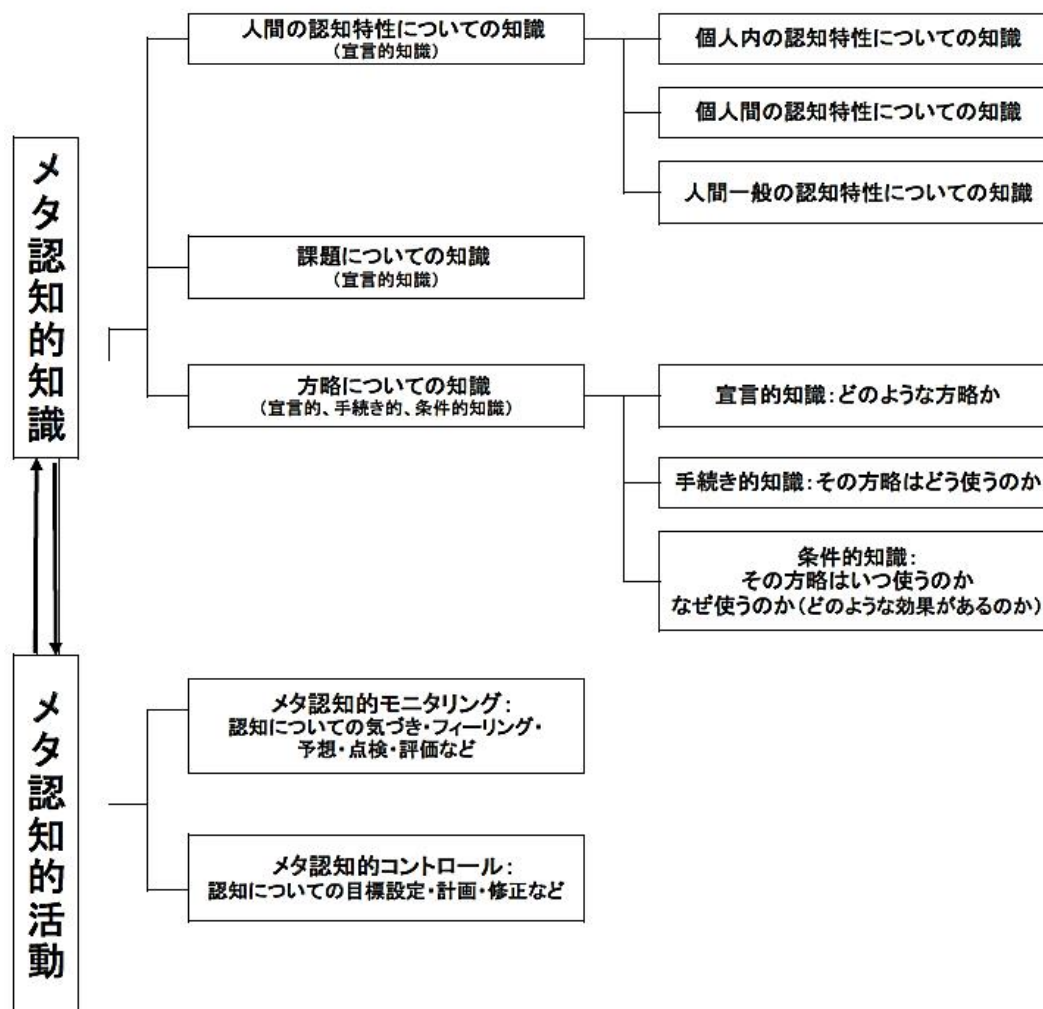 メタ認知的知識
人間の認知特性についての知識
(宣言的知識)
個人内の認知特性についての知識
個人間の認知特性についての知識
人間一般の認知特性についての知識
課題についての知識
(宣言的知識)
方略についての知識
(宣言的、手続き的、条件的知識)
宣言的知識:どのような方略か
手続き的知識:その方略はどう使うのか
条件的知識:
その方略はいつ使うのか
なぜ使うのか(どのような効果があるのか)
メタ認知的活動
メタ認知的モニタリング:
認知についての気づき・フィーリング・
予想・点検・評価など
メタ認知的コントロール:
認知についての目標設定・計画・修正など